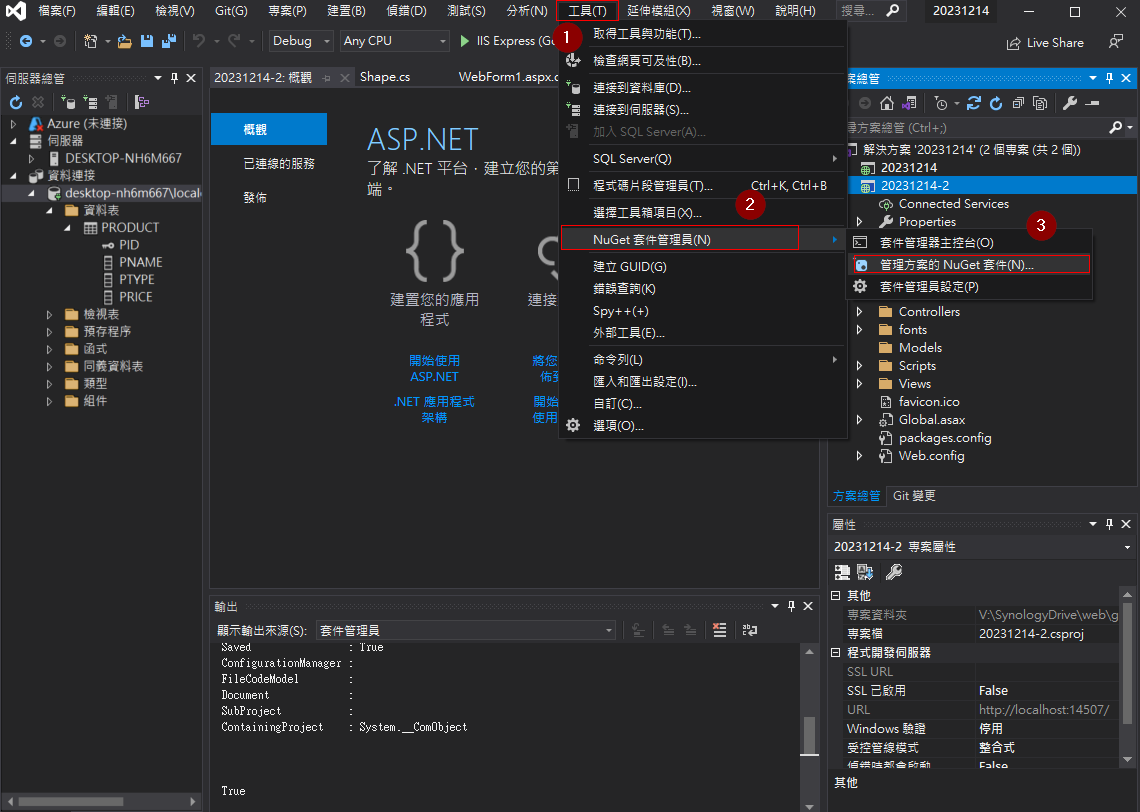 檔案(F) 編輯(E) 檢視(V) Git(G) 專案(P) 建置(B) 偵錯(D) 測試(S) 分析(N) 工具(T) 延伸模組(X) 視窗(W) 說明(H) 搜尋... 20231214
Debug Any CPU IIS Express (Go Live Share
伺服器總管
Azure (未連接)
伺服器
DESKTOP-NH6M667
資料連接
desktop-nh6m667\locale
資料表
PRODUCT
PID
PNAME
PTYPE
PRICE
檢視表
預存程序
函式
同義資料表
類型
組件
20231214-2: 概觀 Shape.cs WebForm1.aspx.c
概觀
已連線的服務
發佈
ASP.NET
了解 .NET 平台，建立您的第
端。
建置您的應用
程式
開始使用
ASP.NET
.NET 應用程式
架構
連接
將您
佈到
開始
使用
1
取得工具與功能(T)...
檢查網頁可及性(B)...
連接到資料庫(D)...
連接到伺服器(S)...
加入 SQL Server(A)...
SQL Server(Q)
程式碼片段管理員(T)... Ctrl+K, Ctrl+B
選擇工具箱項目(X)...
2
NuGet 套件管理員(N)
建立 GUID(G)
錯誤查詢(K)
Spy++(+)
外部工具(E)...
命令列(L)
匯入和匯出設定(I)...
自訂(C)...
選項(O)...
3
套件管理器主控台(O)
管理方案的 NuGet 套件(N)...
套件管理員設定(P)
案總管
尋方案總管 (Ctrl+;)
解決方案 '20231214' (2 個專案 (共 2 個))
20231214
20231214-2
Connected Services
Properties
Controllers
fonts
Models
Scripts
Views
favicon.ico
Global.asax
packages.config
Web.config
方案總管 Git 變更
屬性
20231214-2 專案屬性
其他
專案資料夾 V:\SynologyDrive\web\g
專案檔 20231214-2.csproj
程式開發伺服器
SSL URL
SSL 已啟用 False
URL http://localhost:14507/
Windows 驗證 停用
受控管線模式 整合式
偵錯時都會啟動 False
其他
輸出
顯示輸出來源(S): 套件管理員
Saved : True
ConfigurationManager :
FileCodeModel :
Document :
SubProject :
ContainingProject : System.__ComObject
True